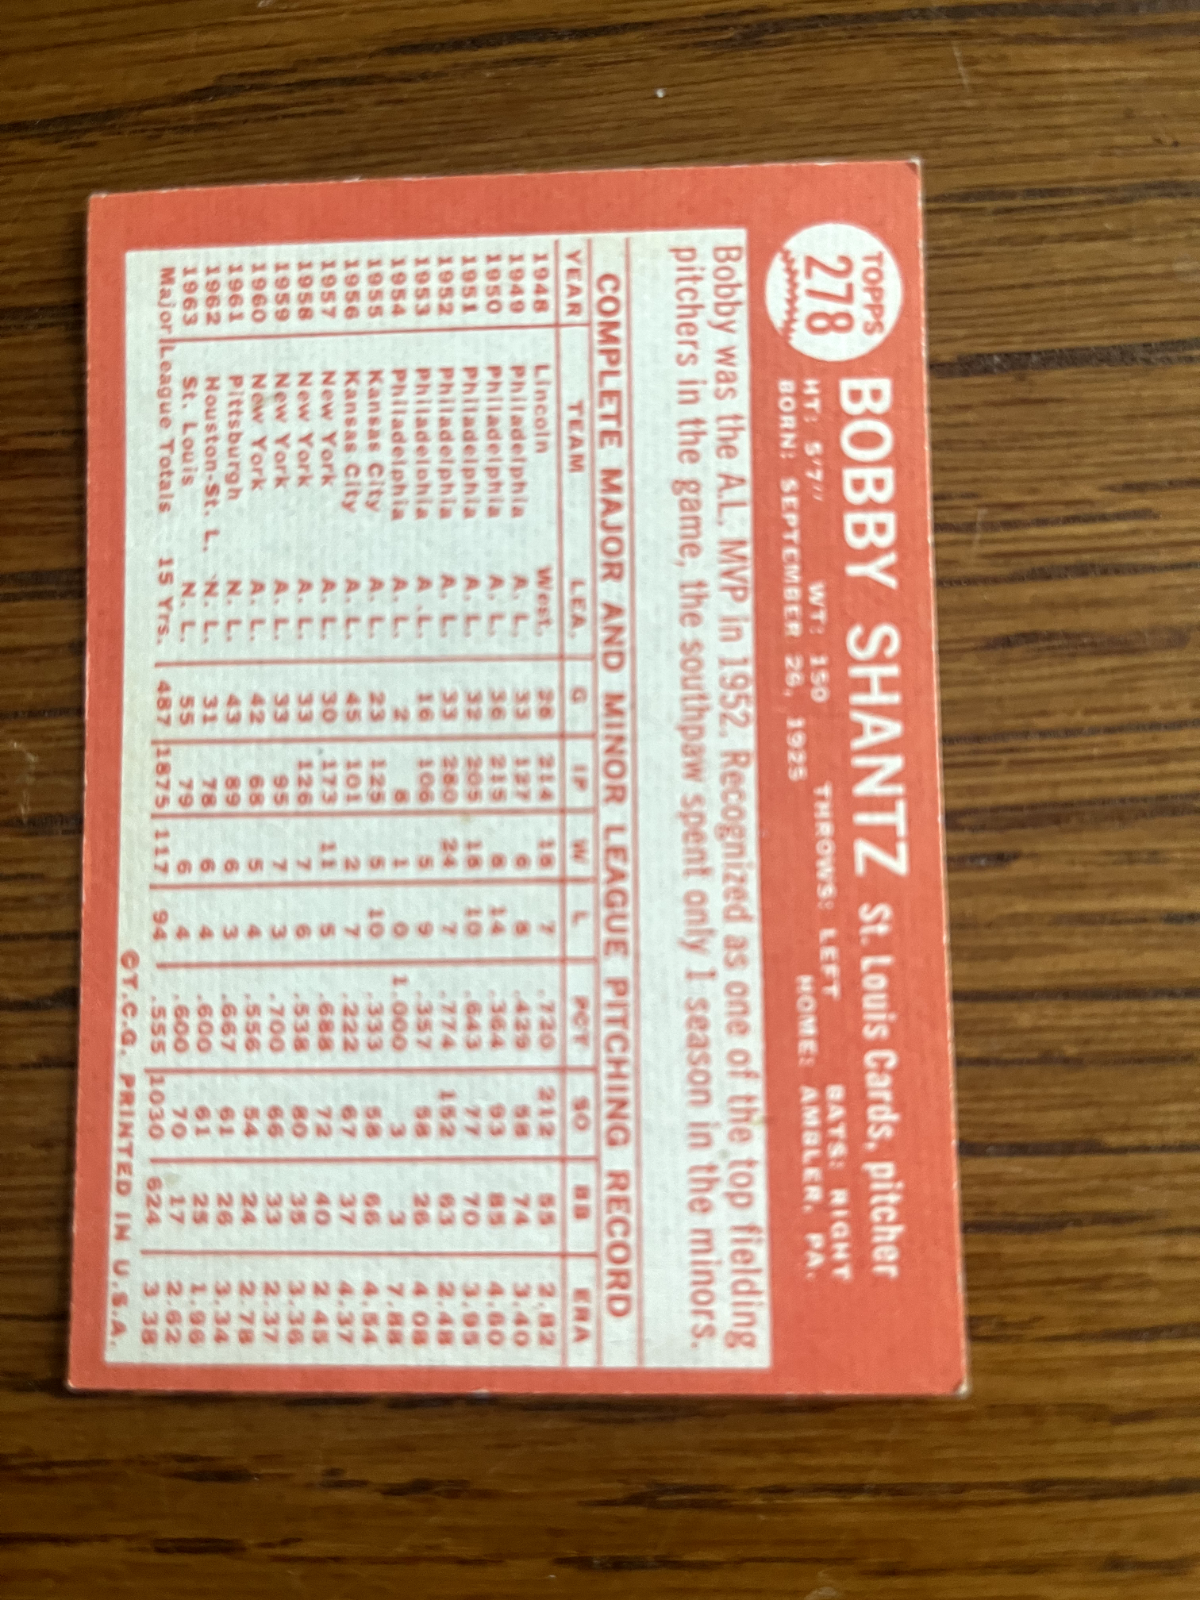 TOPPS
278
BOBBY SHANTZ St. Louis Cards, pitcher
HT: 5'7" WT: 150 THROWS: LEFT BATS: RIGHT
BORN: SEPTEMBER 26, 1925 HOME: AMBLER, PA.
Bobby was the A.L. MVP in 1952. Recognized as one of the top fielding
pitchers in the game, the southpaw spent only 1 season in the minors.
COMPLETE MAJOR AND MINOR LEAGUE PITCHING RECORD
YEAR TEAM LEA. G IP W L PCT SO BB ERA
1948 Lincoln West. 28 214 18 7 .720 212 55 2.82
1949 Philadelphia A. L. 33 127 6 8 .429 58 74 3.40
1950 Philadelphia A. L. 36 215 8 14 .364 93 85 4.60
1951 Philadelphia A. L. 32 205 18 10 .643 77 70 3.95
1952 Philadelphia A. L. 33 280 24 7 .774 152 63 2.48
1953 Philadelphia A. L. 16 106 5 9 .357 58 26 4.08
1954 Philadelphia A. L. 2 8 1 0 1.000 3 3 7.88
1955 Kansas City A. L. 23 125 5 10 .333 58 66 4.54
1956 Kansas City A. L. 45 101 2 7 .222 67 37 4.37
1957 New York A. L. 30 173 11 5 .688 72 40 2.45
1958 New York A. L. 33 126 7 6 .538 80 35 3.36
1959 New York A. L. 33 95 7 3 .700 66 33 2.37
1960 New York A. L. 42 68 5 4 .556 54 24 2.78
1961 Pittsburgh N. L. 43 89 6 3 .667 61 26 3.34
1962 Houston-St. L. N. L. 31 78 6 4 .600 61 25 1.96
1963 St. Louis N. L. 55 79 6 4 .600 70 17 2.62
Major League Totals 15 Yrs. 487 1875 117 94 .555 1030 624 3.38
©T.C.G. PRINTED IN U.S.A.